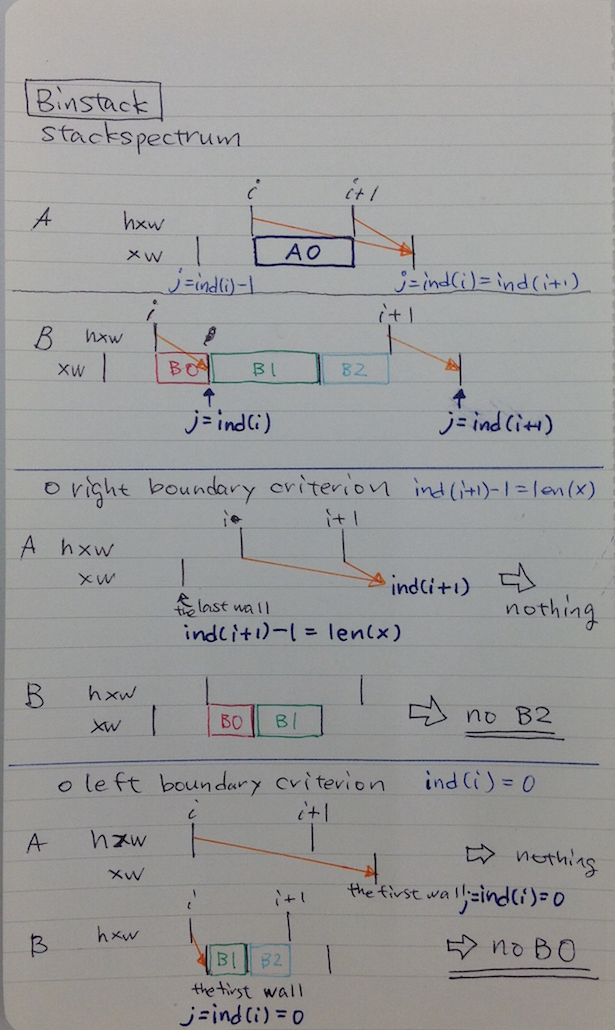 Binstack
stackspectrum
i i+1
A hxw
xw A0
j=ind(i)-1 j=ind(i)=ind(i+1)
i i+1
B hxw
xw B0 B1 B2
j=ind(i) j=ind(i+1)
o right boundary criterion ind(i+1)-1=len(x)
i i+1
A hxw
xw ind(i+1) ⇒
the last wall nothing
ind(i+1)-1=len(x)
B hxw
xw B0 B1 ⇒ no B2
o left boundary criterion ind(i)=0
i i+1
A hxw ⇒ nothing
xw
the first wall j=ind(i)=0
i i+1
B hxw B1 B2 ⇒ no B0
the first wall
j=ind(i)=0